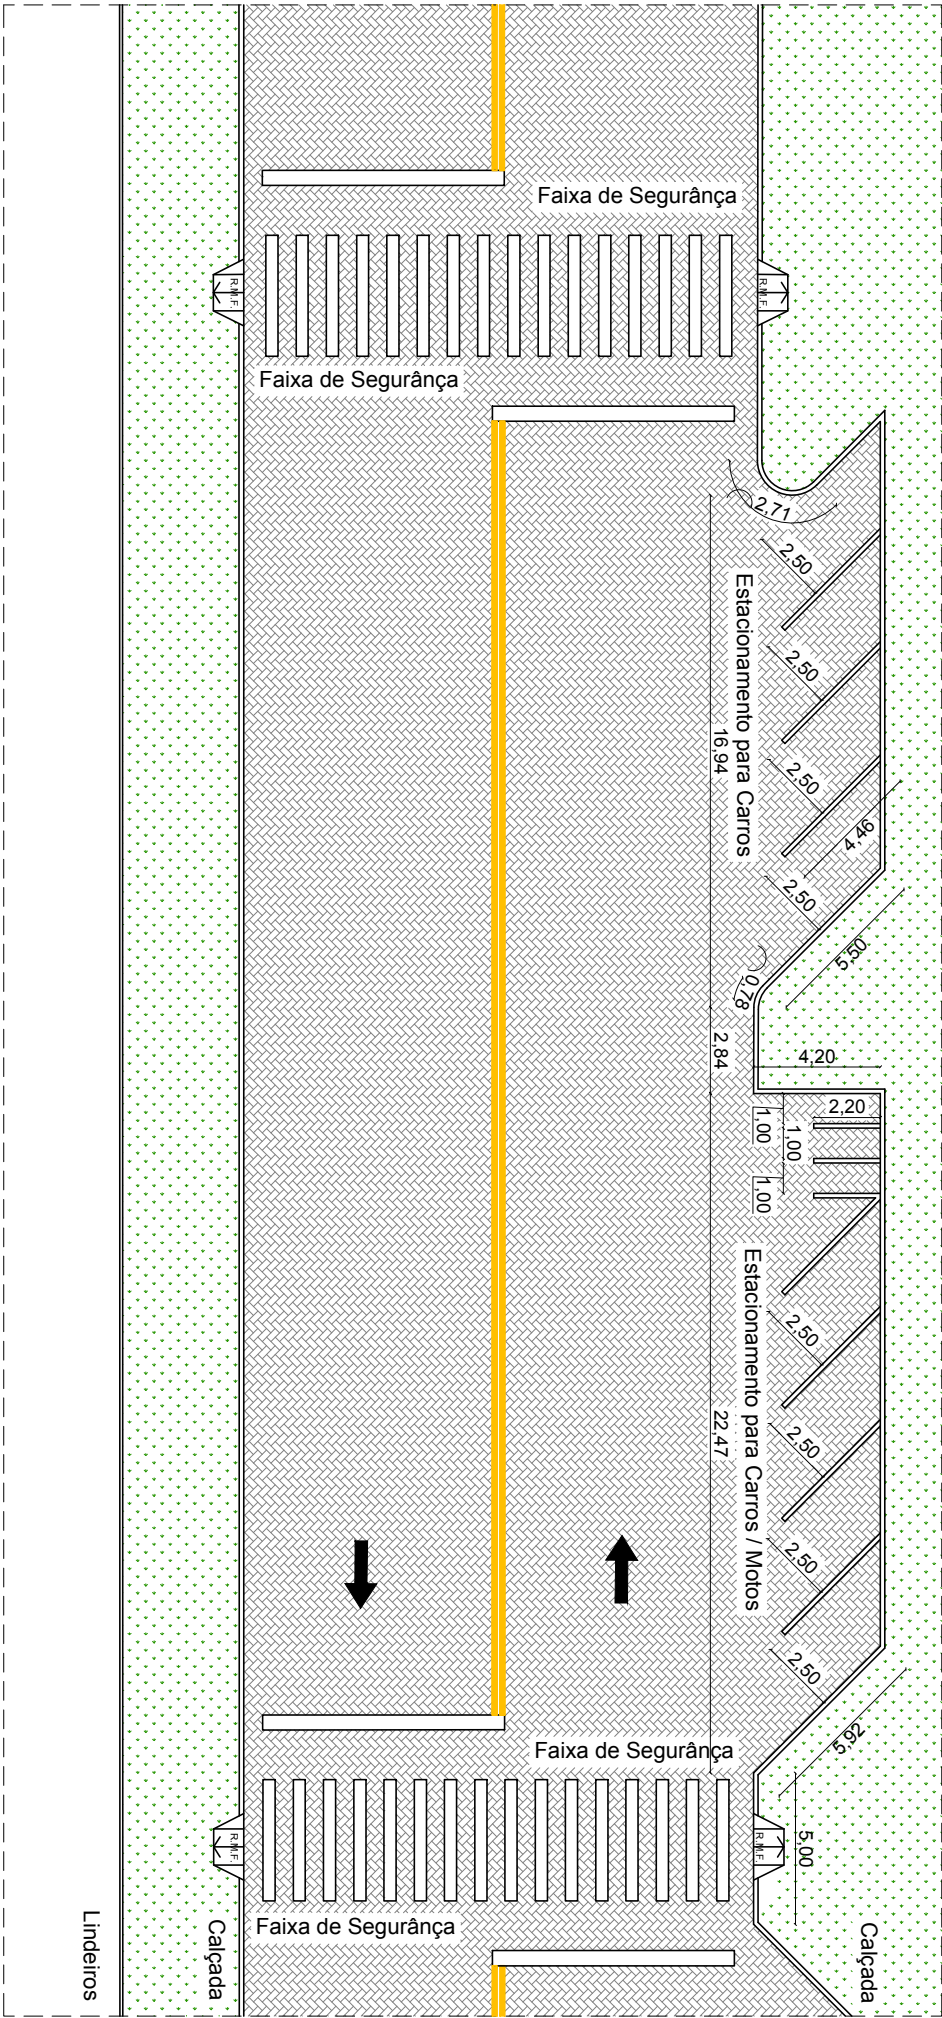 Faixa de Segurânça
R.M.F.
R.M.F.
Faixa de Segurânça
2,71
2,50
Estacionamento para Carros
2,50
16,94
2,50
4,46
2,50
5,50
0,78
2,84
4,20
2,20
1,00
1,00
1,00
Estacionamento para Carros / Motos
2,50
2,50
22,47
2,50
2,50
5,92
Faixa de Segurânça
5,00
R.M.F.
R.M.F.
Faixa de Segurânça
Lindeiros
Calçada
Calçada